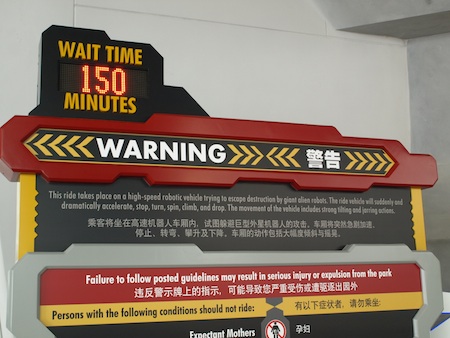 WAIT TIME
150
MINUTES
WARNING 警告
This ride takes place on a high-speed robotic vehicle trying to escape destruction by giant alien robots. The ride vehicle will suddenly and
dramatically accelerate, stop, turn, spin, climb, and drop. The movement of the vehicle includes strong tilting and jarring actions.
乘客将坐在高速机器人车厢内，试图躲避巨型外星机器人的攻击。车厢将突然急剧加速、
停止、转弯、攀升及下降。车厢的动作包括大幅度倾斜与摇晃。
Failure to follow posted guidelines may result in serious injury or expulsion from the park
违反警示牌上的指示，可能导致您严重受伤或遭驱逐出园外
Persons with the following conditions should not ride: 有以下症状者，请勿乘坐:
Expectant Mothers 孕妇